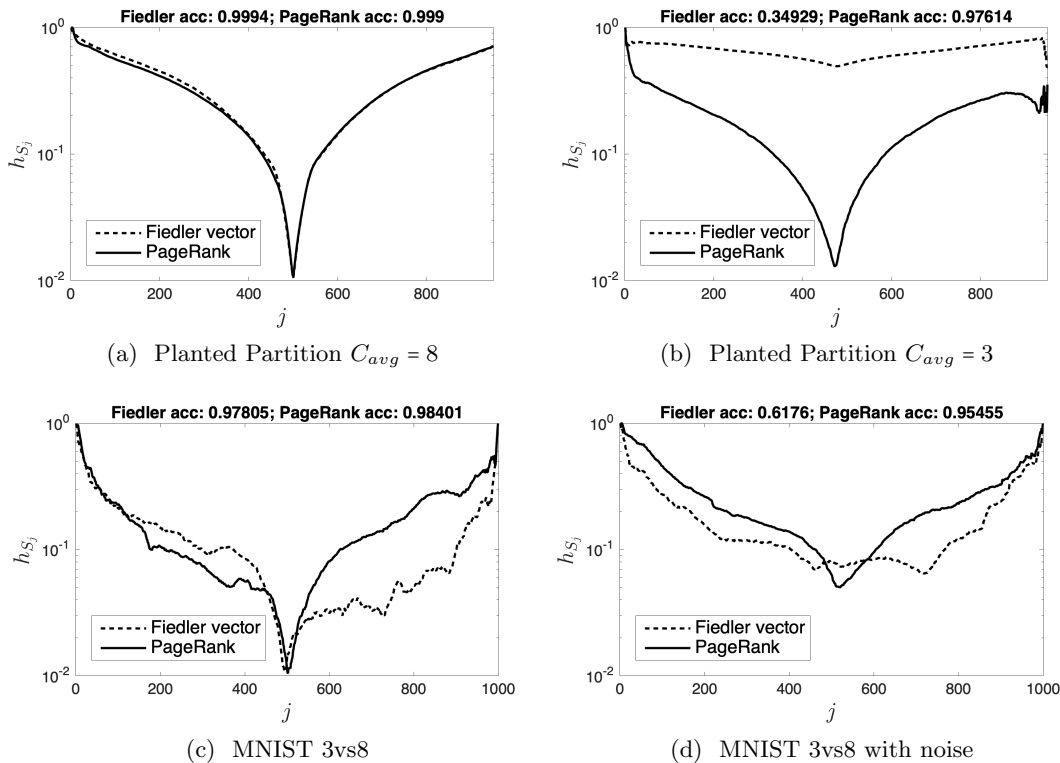 Fiedler acc: 0.9994; PageRank acc: 0.999
10^0
10^-1
10^-2
h_{S_j}
Fiedler vector
PageRank
0 200 400 600 800
j
(a) Planted Partition C_{avg} = 8
Fiedler acc: 0.34929; PageRank acc: 0.97614
10^0
10^-1
10^-2
h_{S_j}
Fiedler vector
PageRank
0 200 400 600 800
j
(b) Planted Partition C_{avg} = 3
Fiedler acc: 0.97805; PageRank acc: 0.98401
10^0
10^-1
10^-2
h_{S_j}
Fiedler vector
PageRank
0 200 400 600 800 1000
j
(c) MNIST 3vs8
Fiedler acc: 0.6176; PageRank acc: 0.95455
10^0
10^-1
10^-2
h_{S_j}
Fiedler vector
PageRank
0 200 400 600 800 1000
j
(d) MNIST 3vs8 with noise